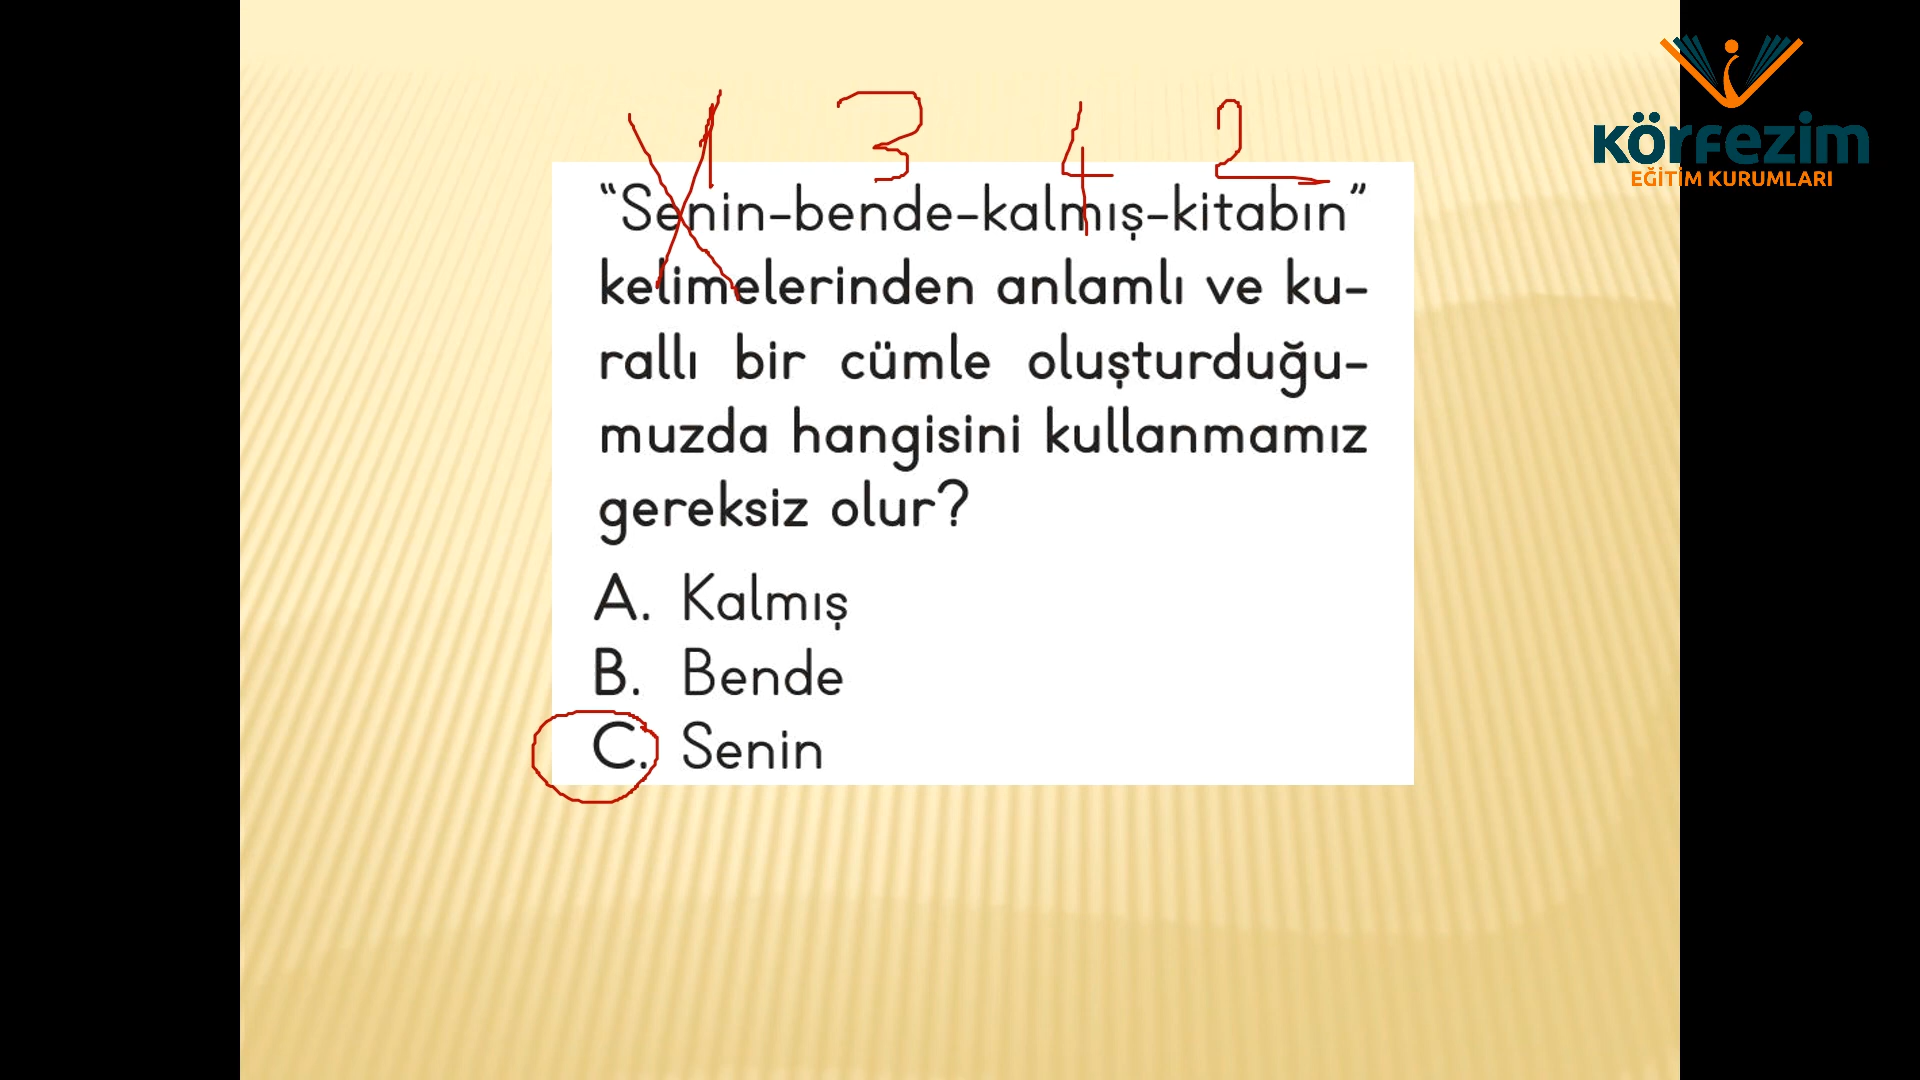 körfezim
EĞİTİM KURUMLARI
1 3 4 2
“Senin-bende-kalmış-kitabın”
kelimelerinden anlamlı ve ku-
rallı bir cümle oluşturduğu-
muzda hangisini kullanmamız
gereksiz olur?
A. Kalmış
B. Bende
C. Senin